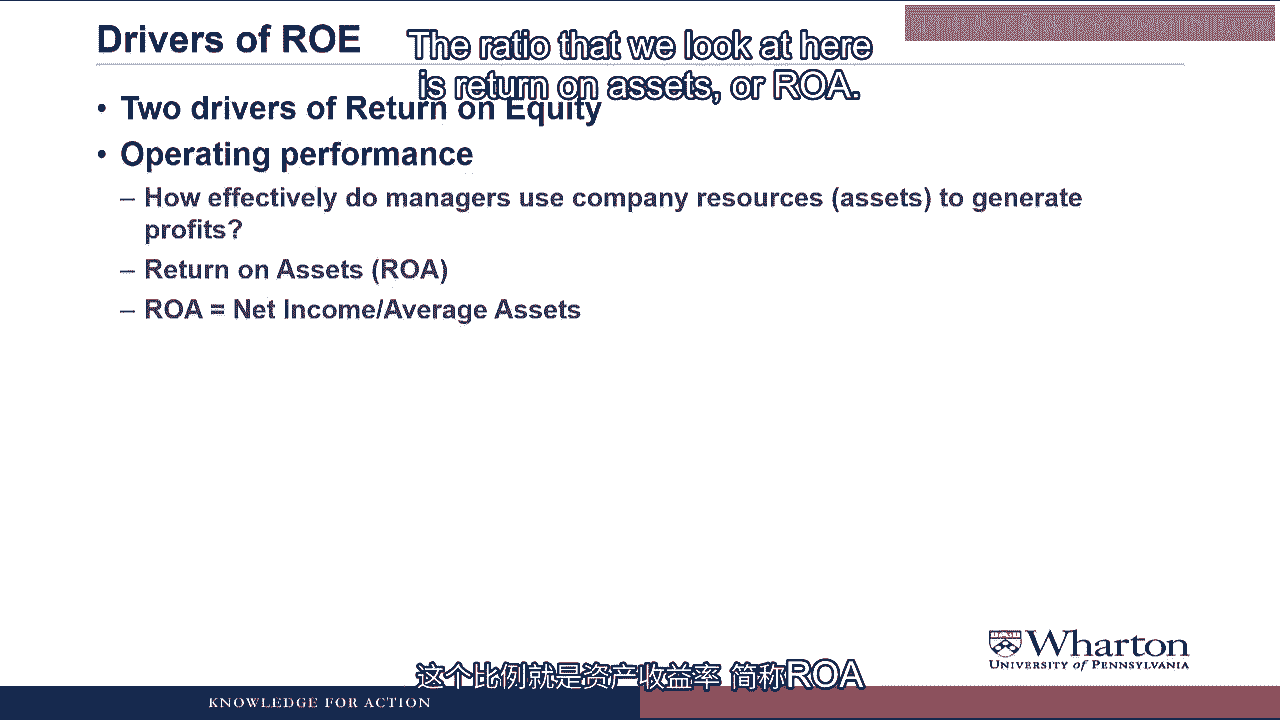 Drivers of ROE
The ratio that we look at here
is return on assets, or ROA.
• Two drivers of Return on Equity
• Operating performance
– How effectively do managers use company resources (assets) to generate
profits?
– Return on Assets (ROA)
– ROA = Net Income/Average Assets
Wharton
UNIVERSITY of PENNSYLVANIA
这个比例就是资产收益率 简称ROA
KNOWLEDGE FOR ACTION